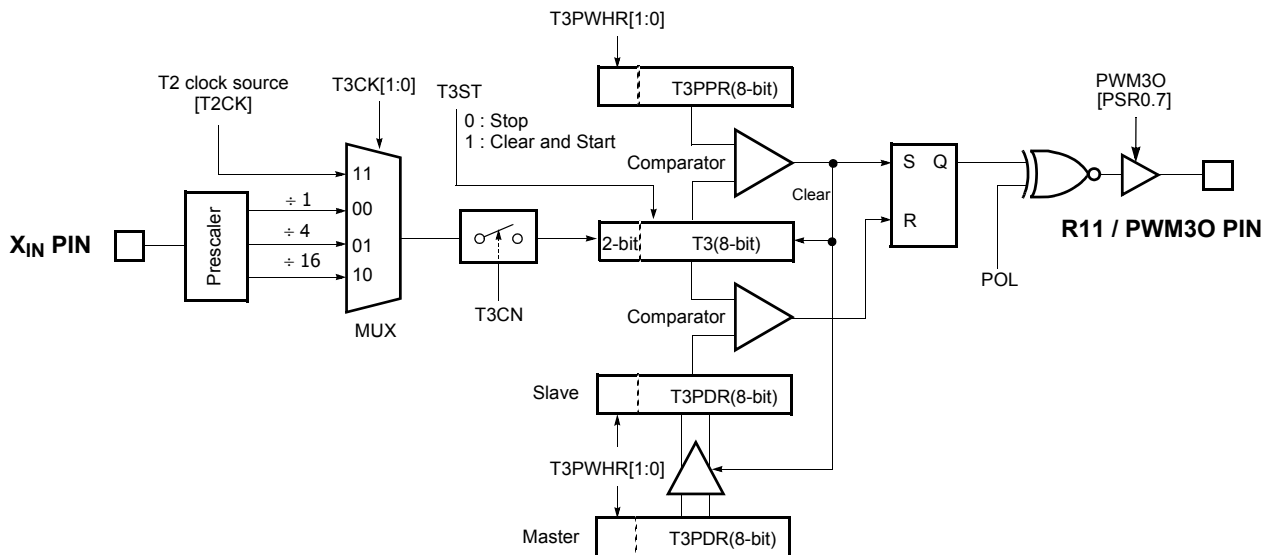 T3PWHR[1:0]
T2 clock source
[T2CK]
T3CK[1:0]
T3ST
0 : Stop
1 : Clear and Start
T3PPR(8-bit)
PWM3O
[PSR0.7]
Comparator
Clear
S Q
R
11
÷ 1
00
÷ 4
01
÷ 16
10
Prescaler
XIN PIN
MUX
T3CN
2-bit
T3(8-bit)
POL
R11 / PWM3O PIN
Comparator
Slave
T3PDR(8-bit)
T3PWHR[1:0]
Master
T3PDR(8-bit)